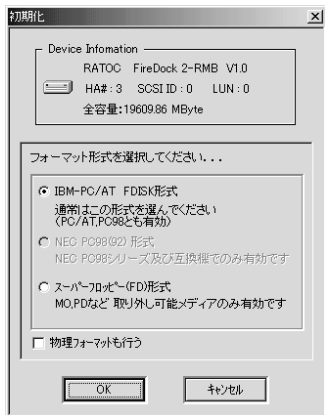 初期化
Device Infomation
RATOC FireDock 2-RMB V1.0
HA# : 3 SCSI ID : 0 LUN : 0
全容量:19609.86 MByte
フォーマット形式を選択してください...
IBM-PC/AT FDISK形式
通常はこの形式を選んでください
(PC/AT,PC98とも有効)
NEC PC98(92) 形式
NEC PC98シリーズ及び互換機でのみ有効です
スーパーフロッピー(FD)形式
MO,PDなど 取り外し可能メディアのみ有効です
物理フォーマットも行う
OK
キャンセル